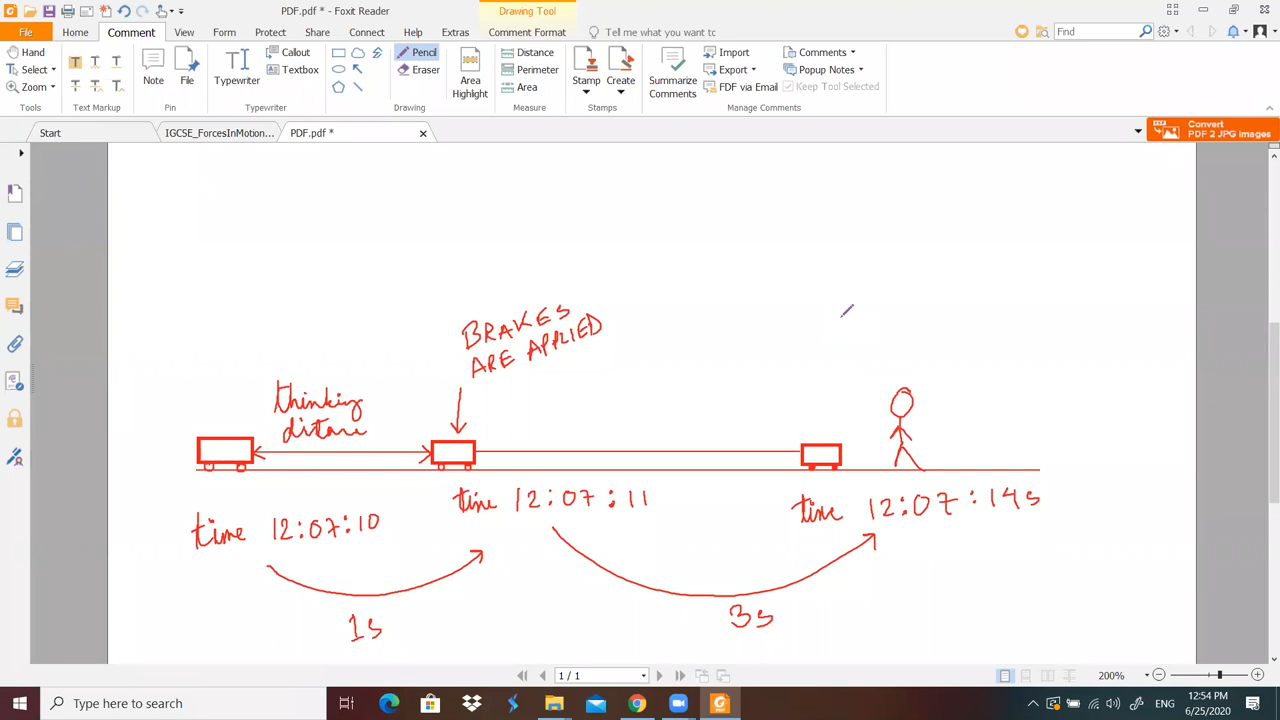 PDF.pdf * - Foxit Reader
Drawing Tool
File
Home
Comment
View
Form
Protect
Share
Connect
Help
Extras
Comment Format
Tell me what you want tc
Find
Hand
Select
Zoom
Tools
T T T
T T T
Text Markup
Note
File
Pin
Typewriter
Callout
Textbox
Typewriter
Pencil
Eraser
Drawing
Area Highlight
Distance
Perimeter
Area
Measure
Stamp
Create
Stamps
Summarize Comments
Import
Export
FDF via Email
Comments
Popup Notes
Keep Tool Selected
Manage Comments
Start
IGCSE_ForcesInMotion...
PDF.pdf *
Convert
PDF 2 JPG Images
BRAKES
ARE APPLIED
thinking
distance
time 12:07:10
time 12:07:11
time 12:07:14s
1s
3s
1 / 1
200%
Type here to search
ENG
12:54 PM
6/25/2020